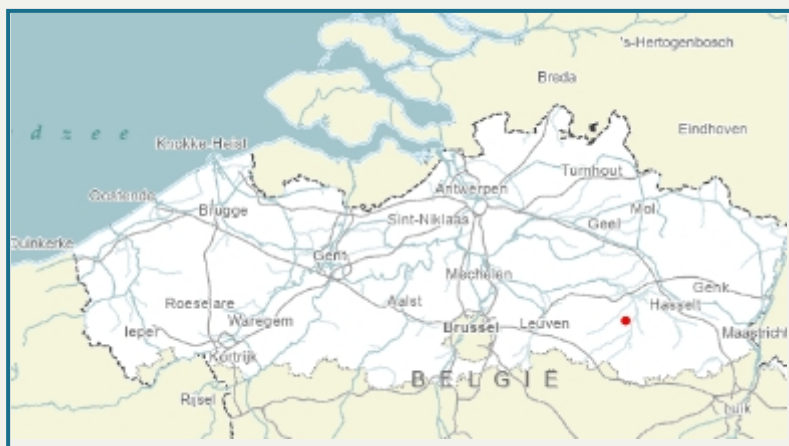 's-Hertogenbosch
Breda
d z e e
Eindhoven
Knokke-Heist
Turnhout
Antwerpen
Oostende
Mol
Brugge
Sint-Niklaas
Geel
Duinkerke
Gent
Mechelen
Genk
Roeselare
Aalst
Hasselt
Ieper
Waregem
Brussel
Leuven
Maastricht
Kortrijk
BELGIË
Rijsel
Luik